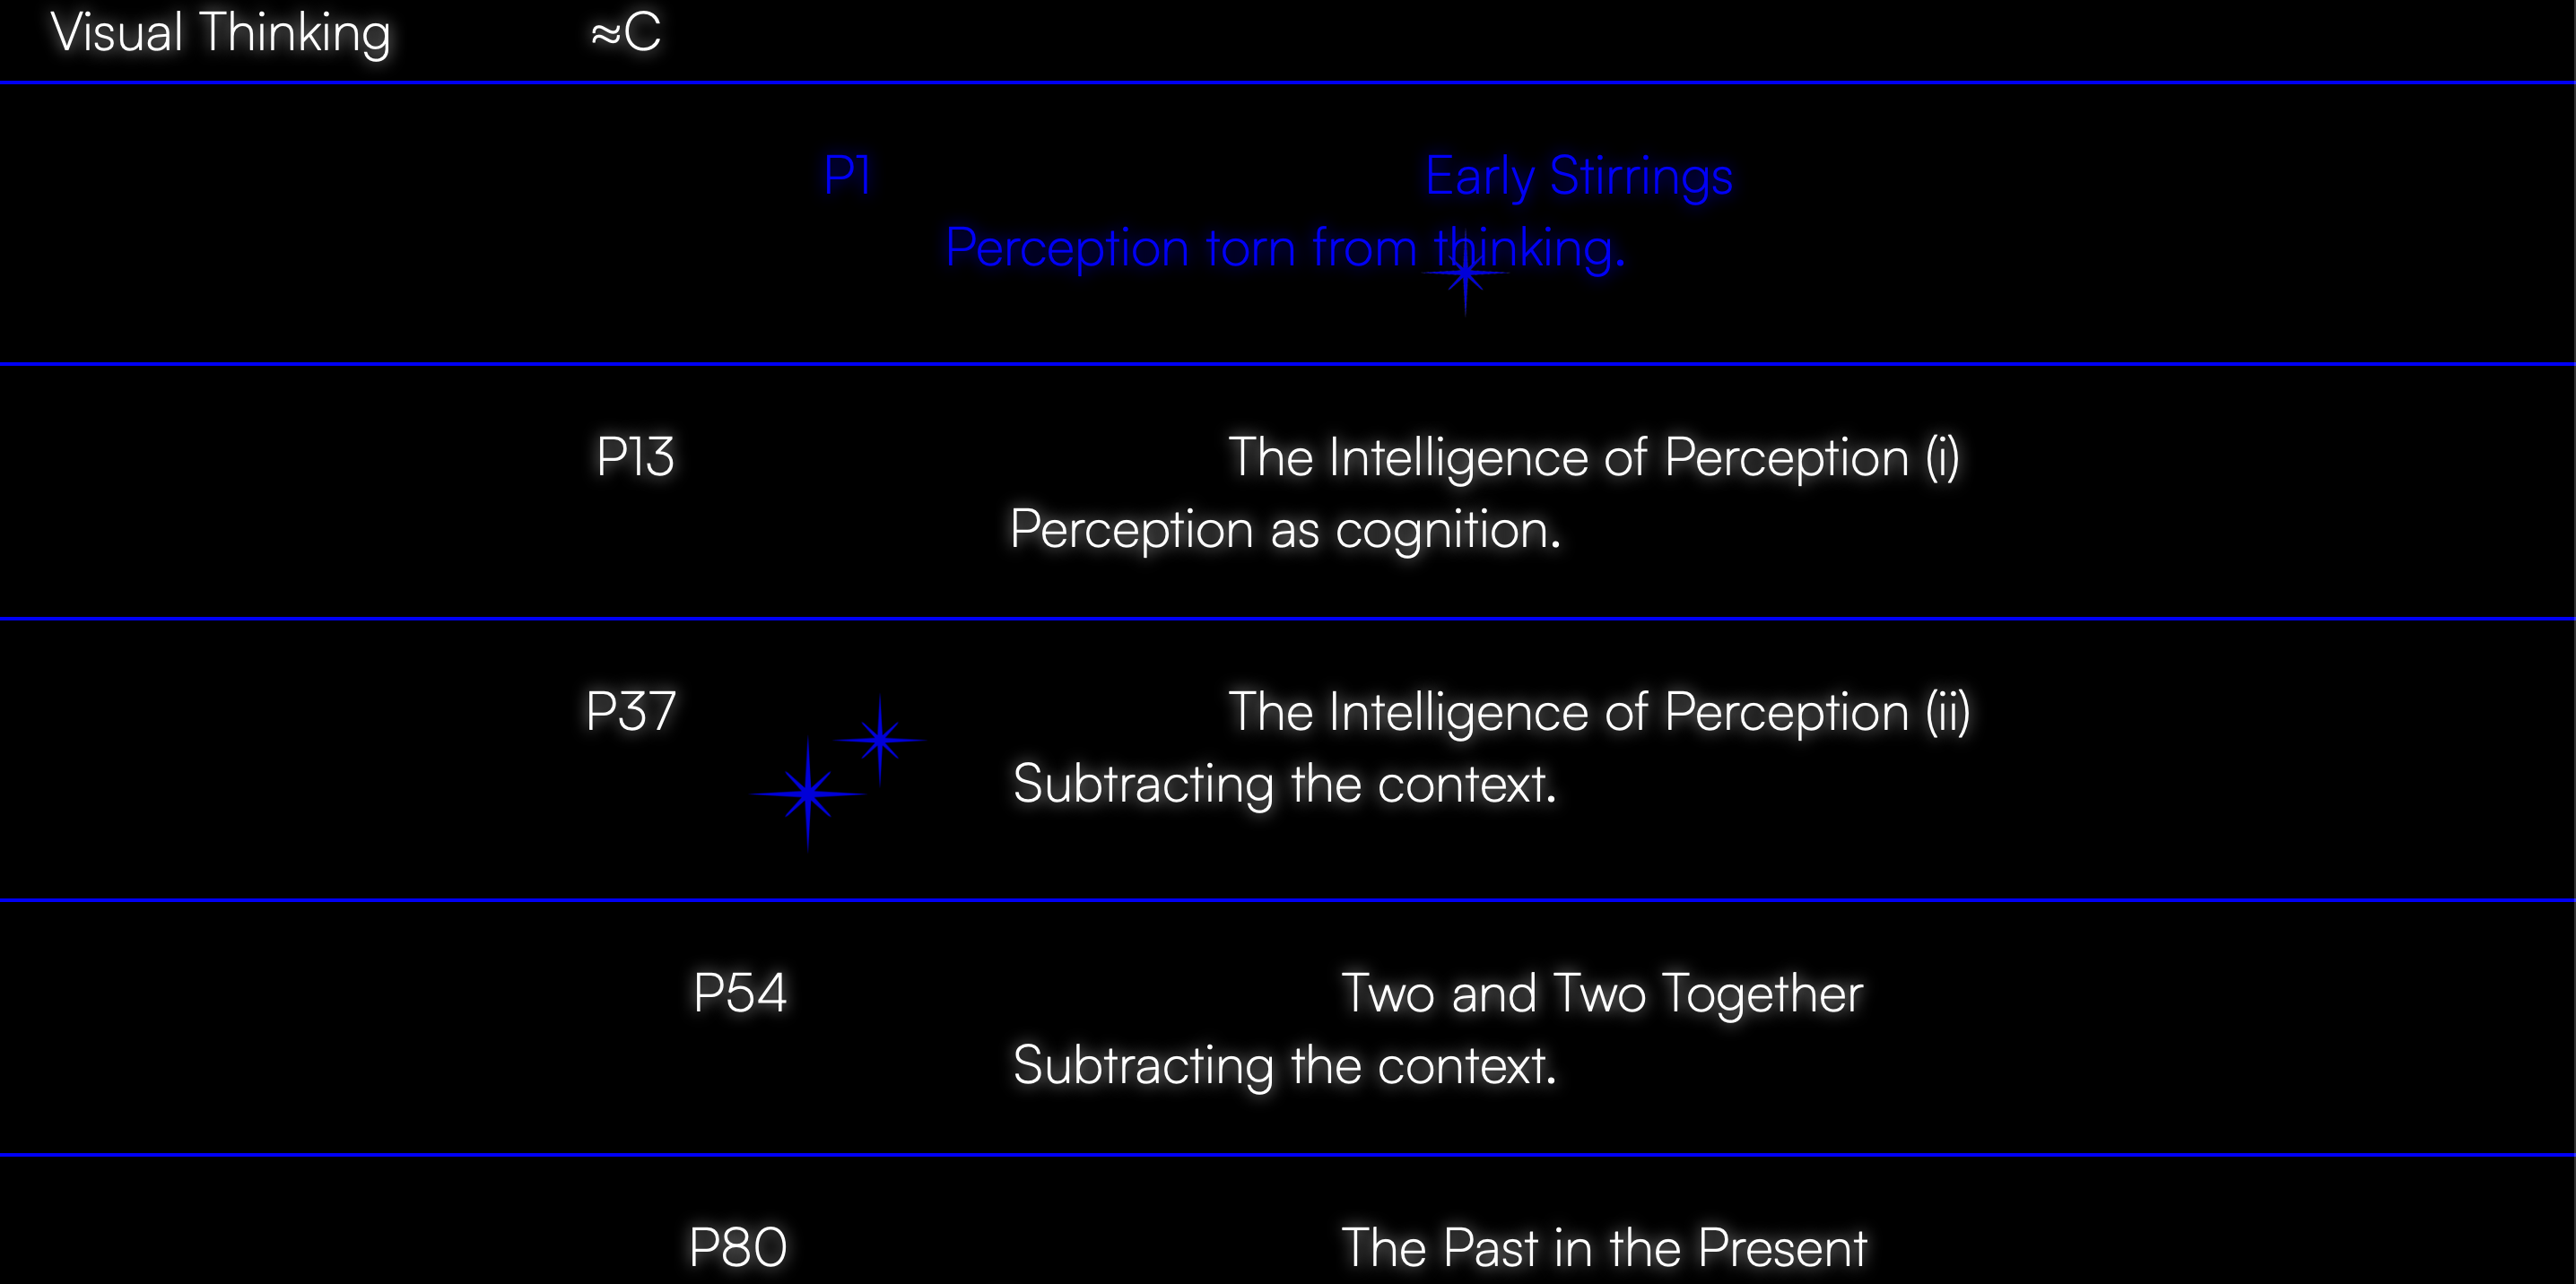 Visual Thinking ≈C
P1 Early Stirrings
Perception torn from thinking.
P13 The Intelligence of Perception (i)
Perception as cognition.
P37 The Intelligence of Perception (ii)
Subtracting the context.
P54 Two and Two Together
Subtracting the context.
P80 The Past in the Present